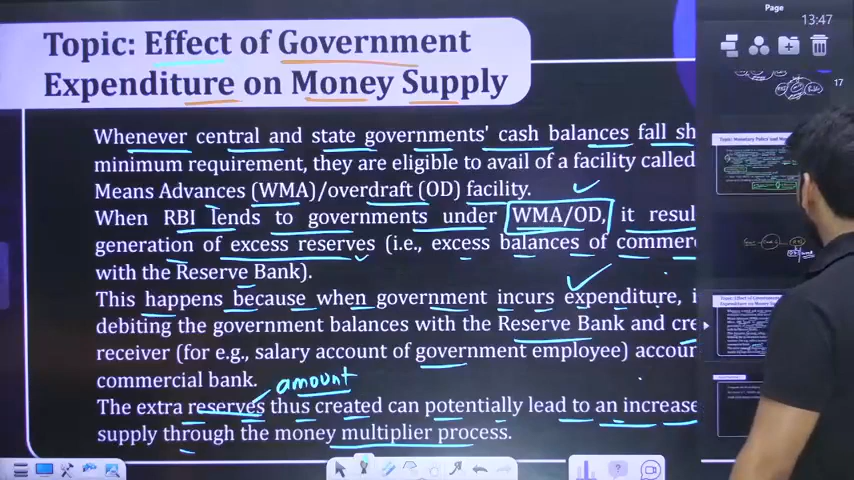 Page
13:47
17
Topic: Effect of Government
Expenditure on Money Supply
Whenever central and state governments' cash balances fall sh
minimum requirement, they are eligible to avail of a facility called
Means Advances (WMA)/overdraft (OD) facility.
When RBI lends to governments under WMA/OD, it resul
generation of excess reserves (i.e., excess balances of commer
with the Reserve Bank).
This happens because when government incurs expenditure, i
debiting the government balances with the Reserve Bank and cre
receiver (for e.g., salary account of government employee) accoun
commercial bank.
amount
The extra reserves thus created can potentially lead to an increase
supply through the money multiplier process.